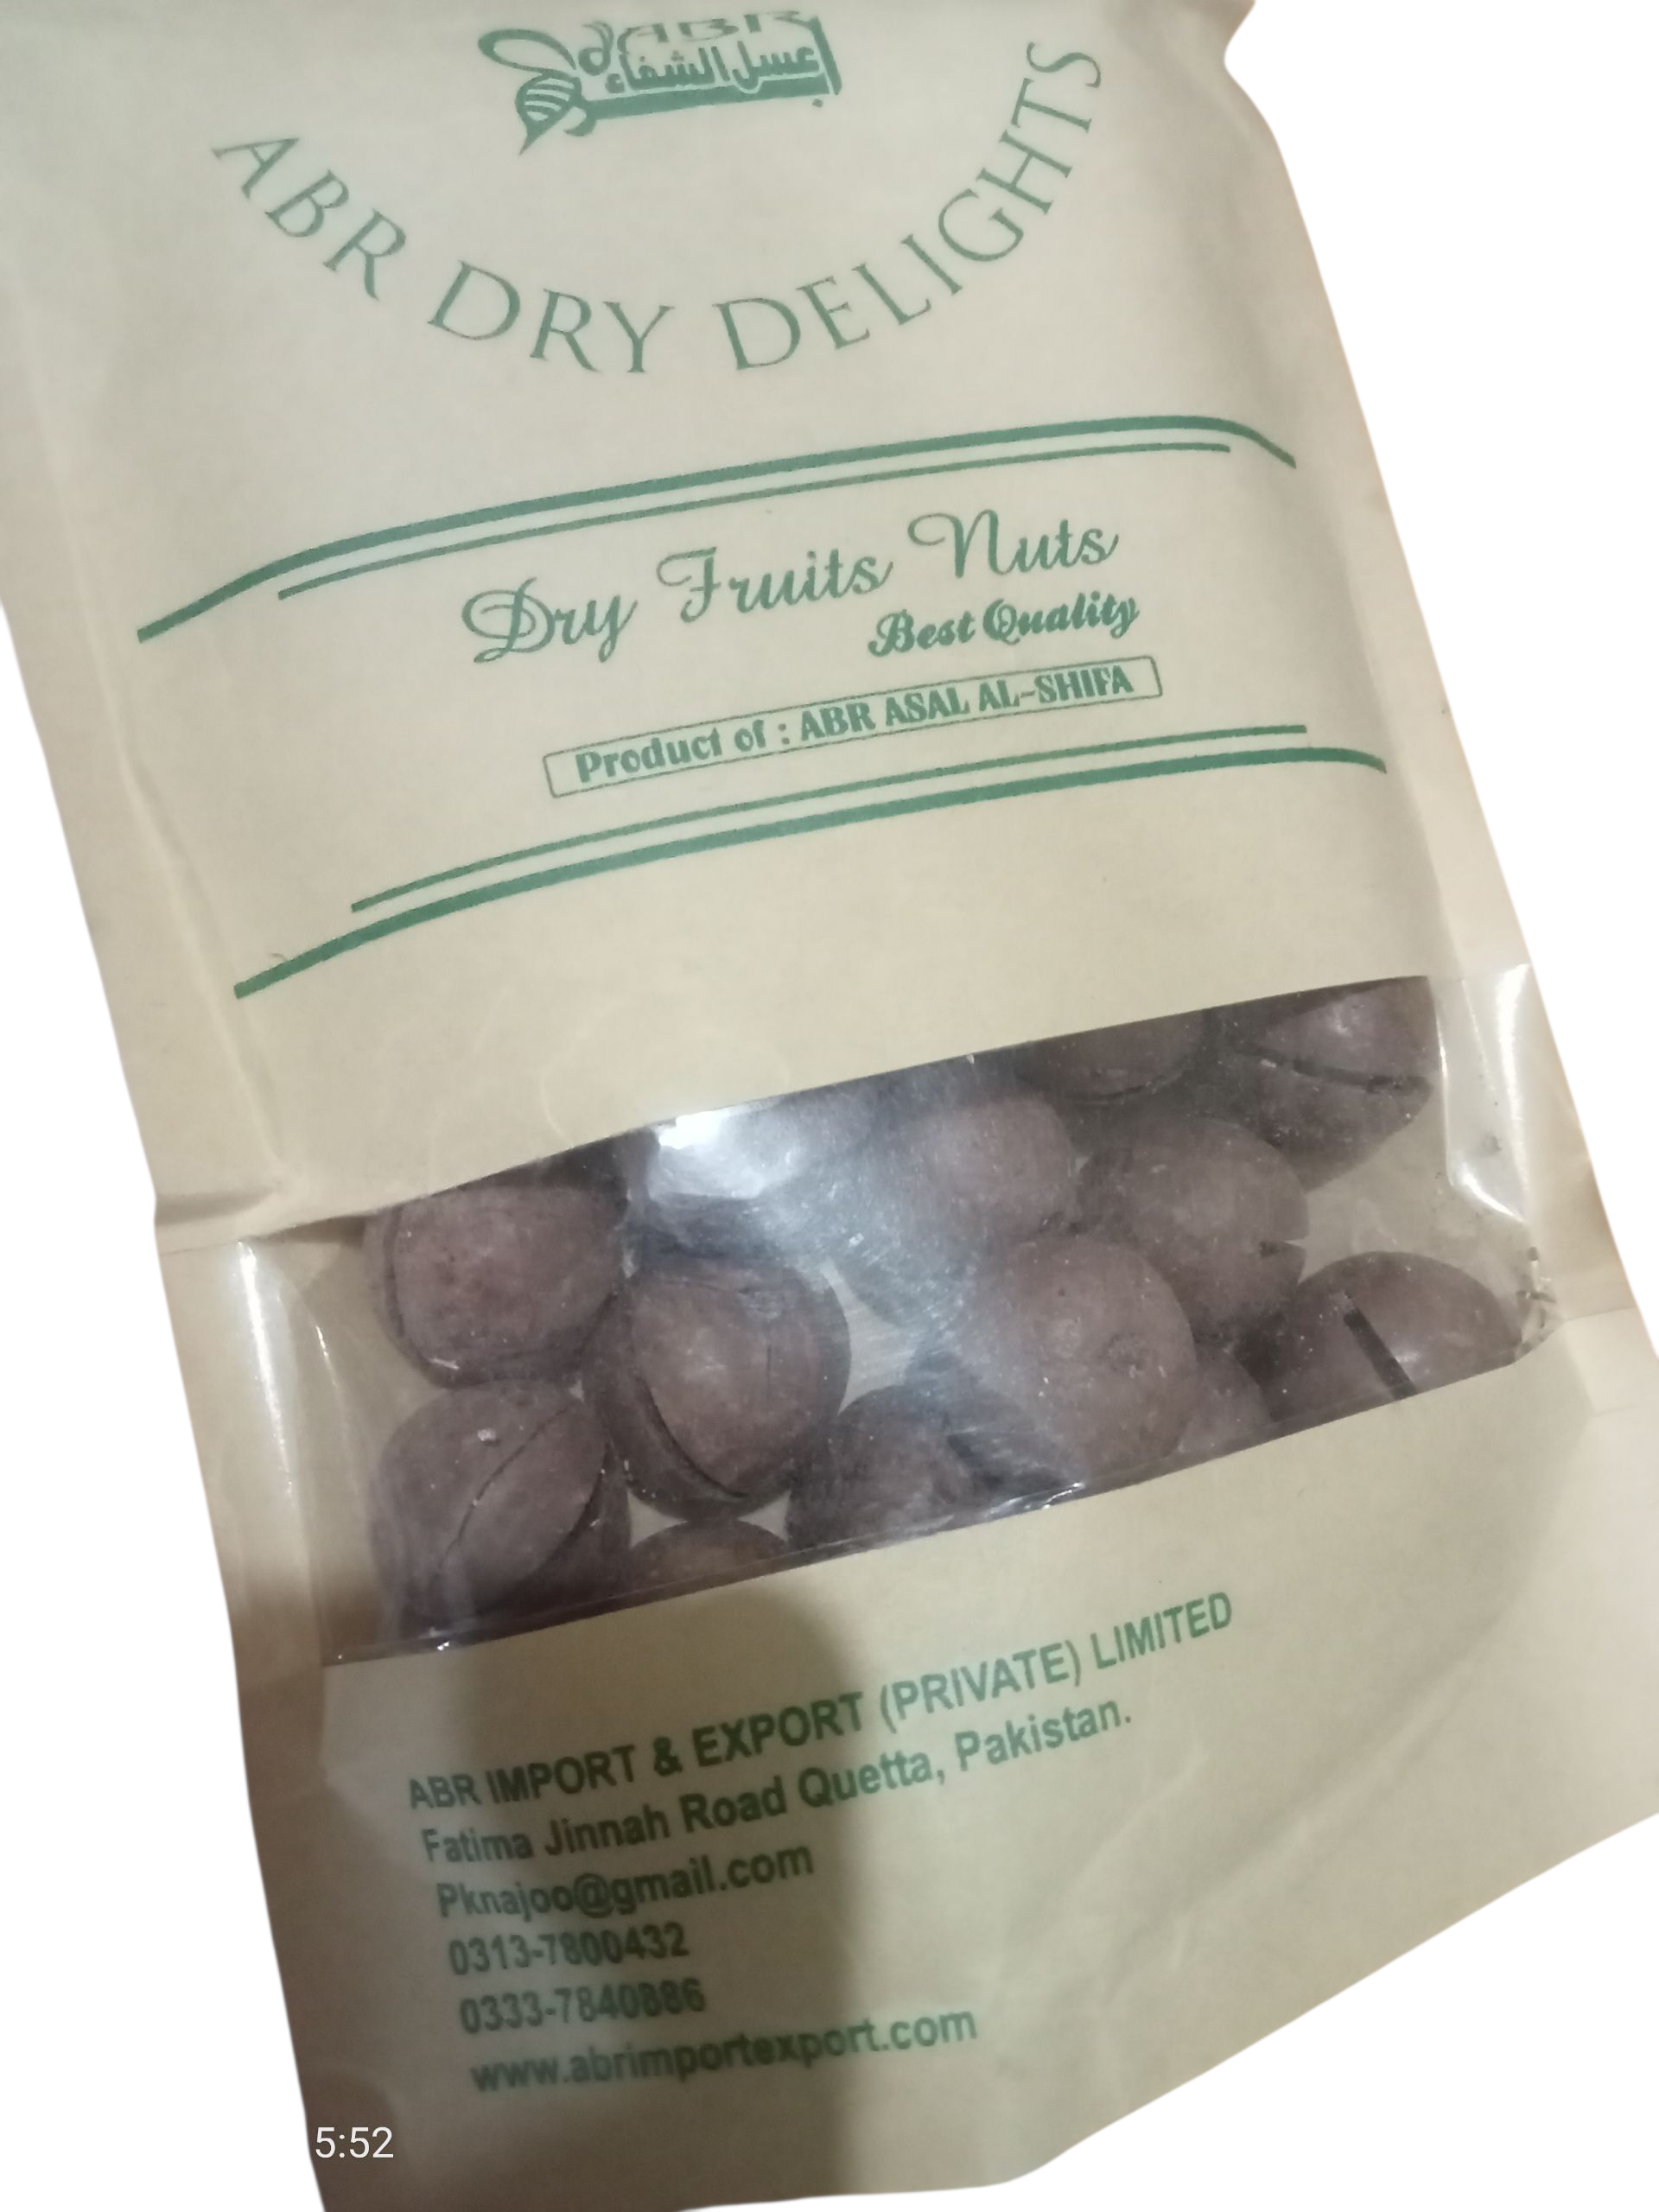 ABR
عسل الشفاء
ABR DRY DELIGHTS
Dry Fruits Nuts
Best Quality
Product of : ABR ASAL AL-SHIFA
ABR IMPORT & EXPORT (PRIVATE) LIMITED
Fatima Jinnah Road Quetta, Pakistan.
Pknajoo@gmail.com
0313-7800432
0333-7840886
www.abrimportexport.com
5:52